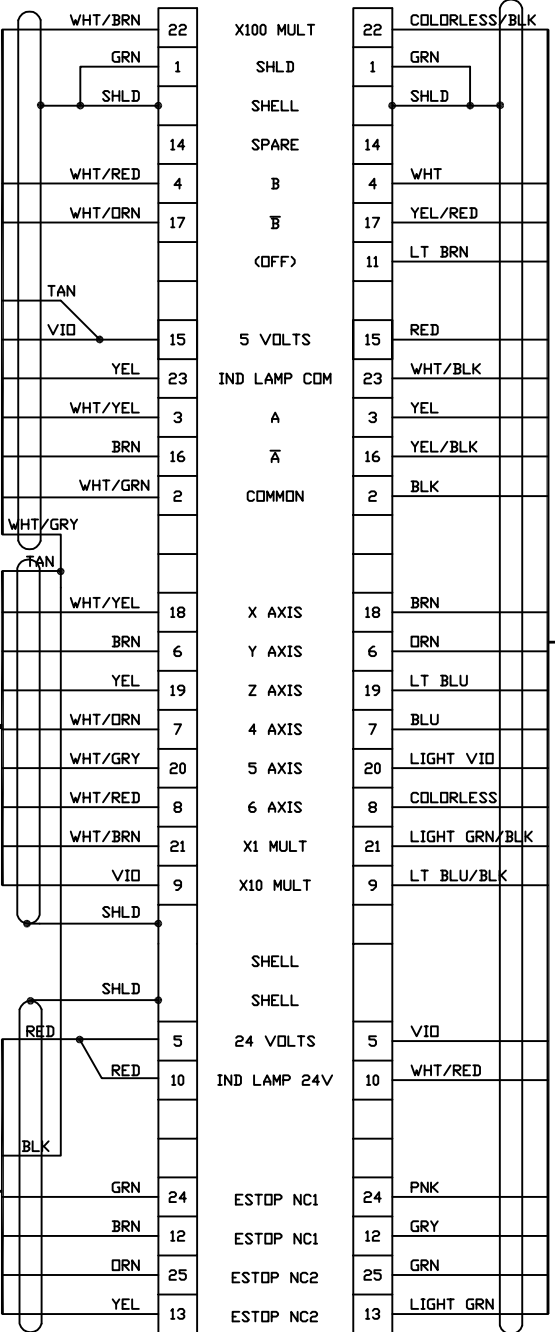 WHT/BRN 22 X100 MULT 22 COLORLESS/BLK
GRN 1 SHLD 1 GRN
SHLD SHELL SHLD
14 SPARE 14
WHT/RED 4 B 4 WHT
WHT/ORN 17 B̅ 17 YEL/RED
(OFF) 11 LT BRN
TAN
VIO 15 5 VOLTS 15 RED
YEL 23 IND LAMP COM 23 WHT/BLK
WHT/YEL 3 A 3 YEL
BRN 16 A̅ 16 YEL/BLK
WHT/GRN 2 COMMON 2 BLK
WHT/GRY
TAN
WHT/YEL 18 X AXIS 18 BRN
BRN 6 Y AXIS 6 ORN
YEL 19 Z AXIS 19 LT BLU
WHT/ORN 7 4 AXIS 7 BLU
WHT/GRY 20 5 AXIS 20 LIGHT VIO
WHT/RED 8 6 AXIS 8 COLORLESS
WHT/BRN 21 X1 MULT 21 LIGHT GRN/BLK
VIO 9 X10 MULT 9 LT BLU/BLK
SHLD
SHELL
SHLD SHELL
RED 5 24 VOLTS 5 VIO
RED 10 IND LAMP 24V 10 WHT/RED
BLK
GRN 24 ESTOP NC1 24 PNK
BRN 12 ESTOP NC1 12 GRY
ORN 25 ESTOP NC2 25 GRN
YEL 13 ESTOP NC2 13 LIGHT GRN